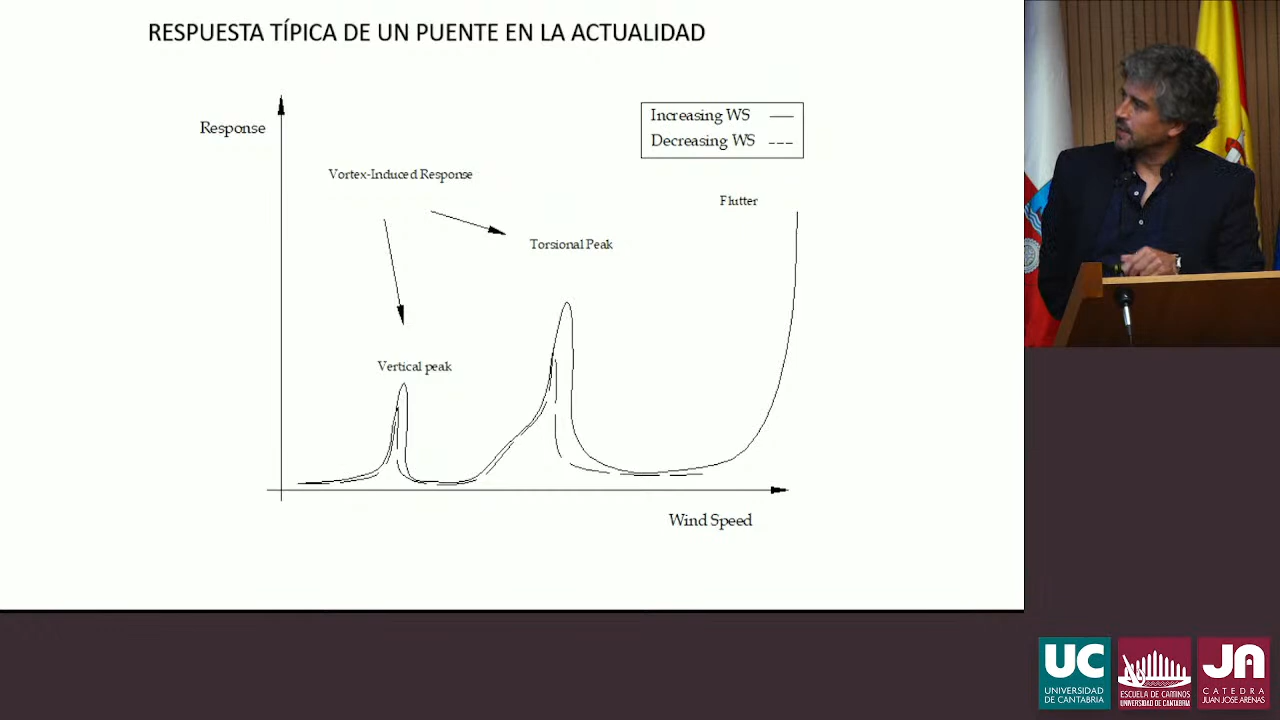 RESPUESTA TÍPICA DE UN PUENTE EN LA ACTUALIDAD
Response
Increasing WS
Decreasing WS
Vortex-Induced Response
Flutter
Torsional Peak
Vertical peak
Wind Speed
UC
UNIVERSIDAD
DE CANTABRIA
ESCUELA DE CAMINOS
UNIVERSIDAD DE CANTABRIA
JA
CATEDRA
JUAN JOSE ARENAS